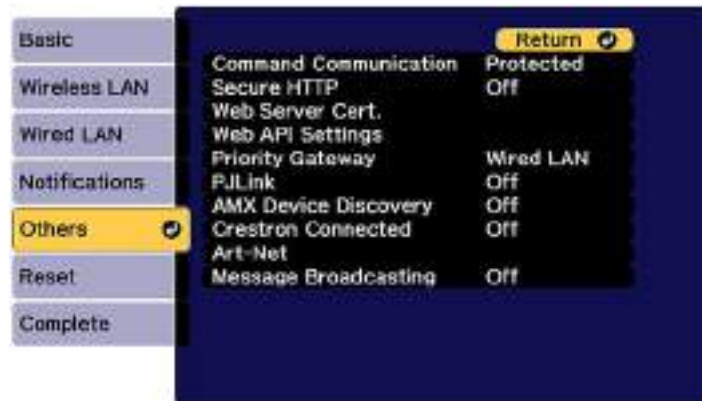 Basic
Wireless LAN
Wired LAN
Notifications
Others
Reset
Complete
Return
Command Communication Protected
Secure HTTP Off
Web Server Cert.
Web API Settings
Priority Gateway Wired LAN
PJLink Off
AMX Device Discovery Off
Crestron Connected Off
Art-Net
Message Broadcasting Off